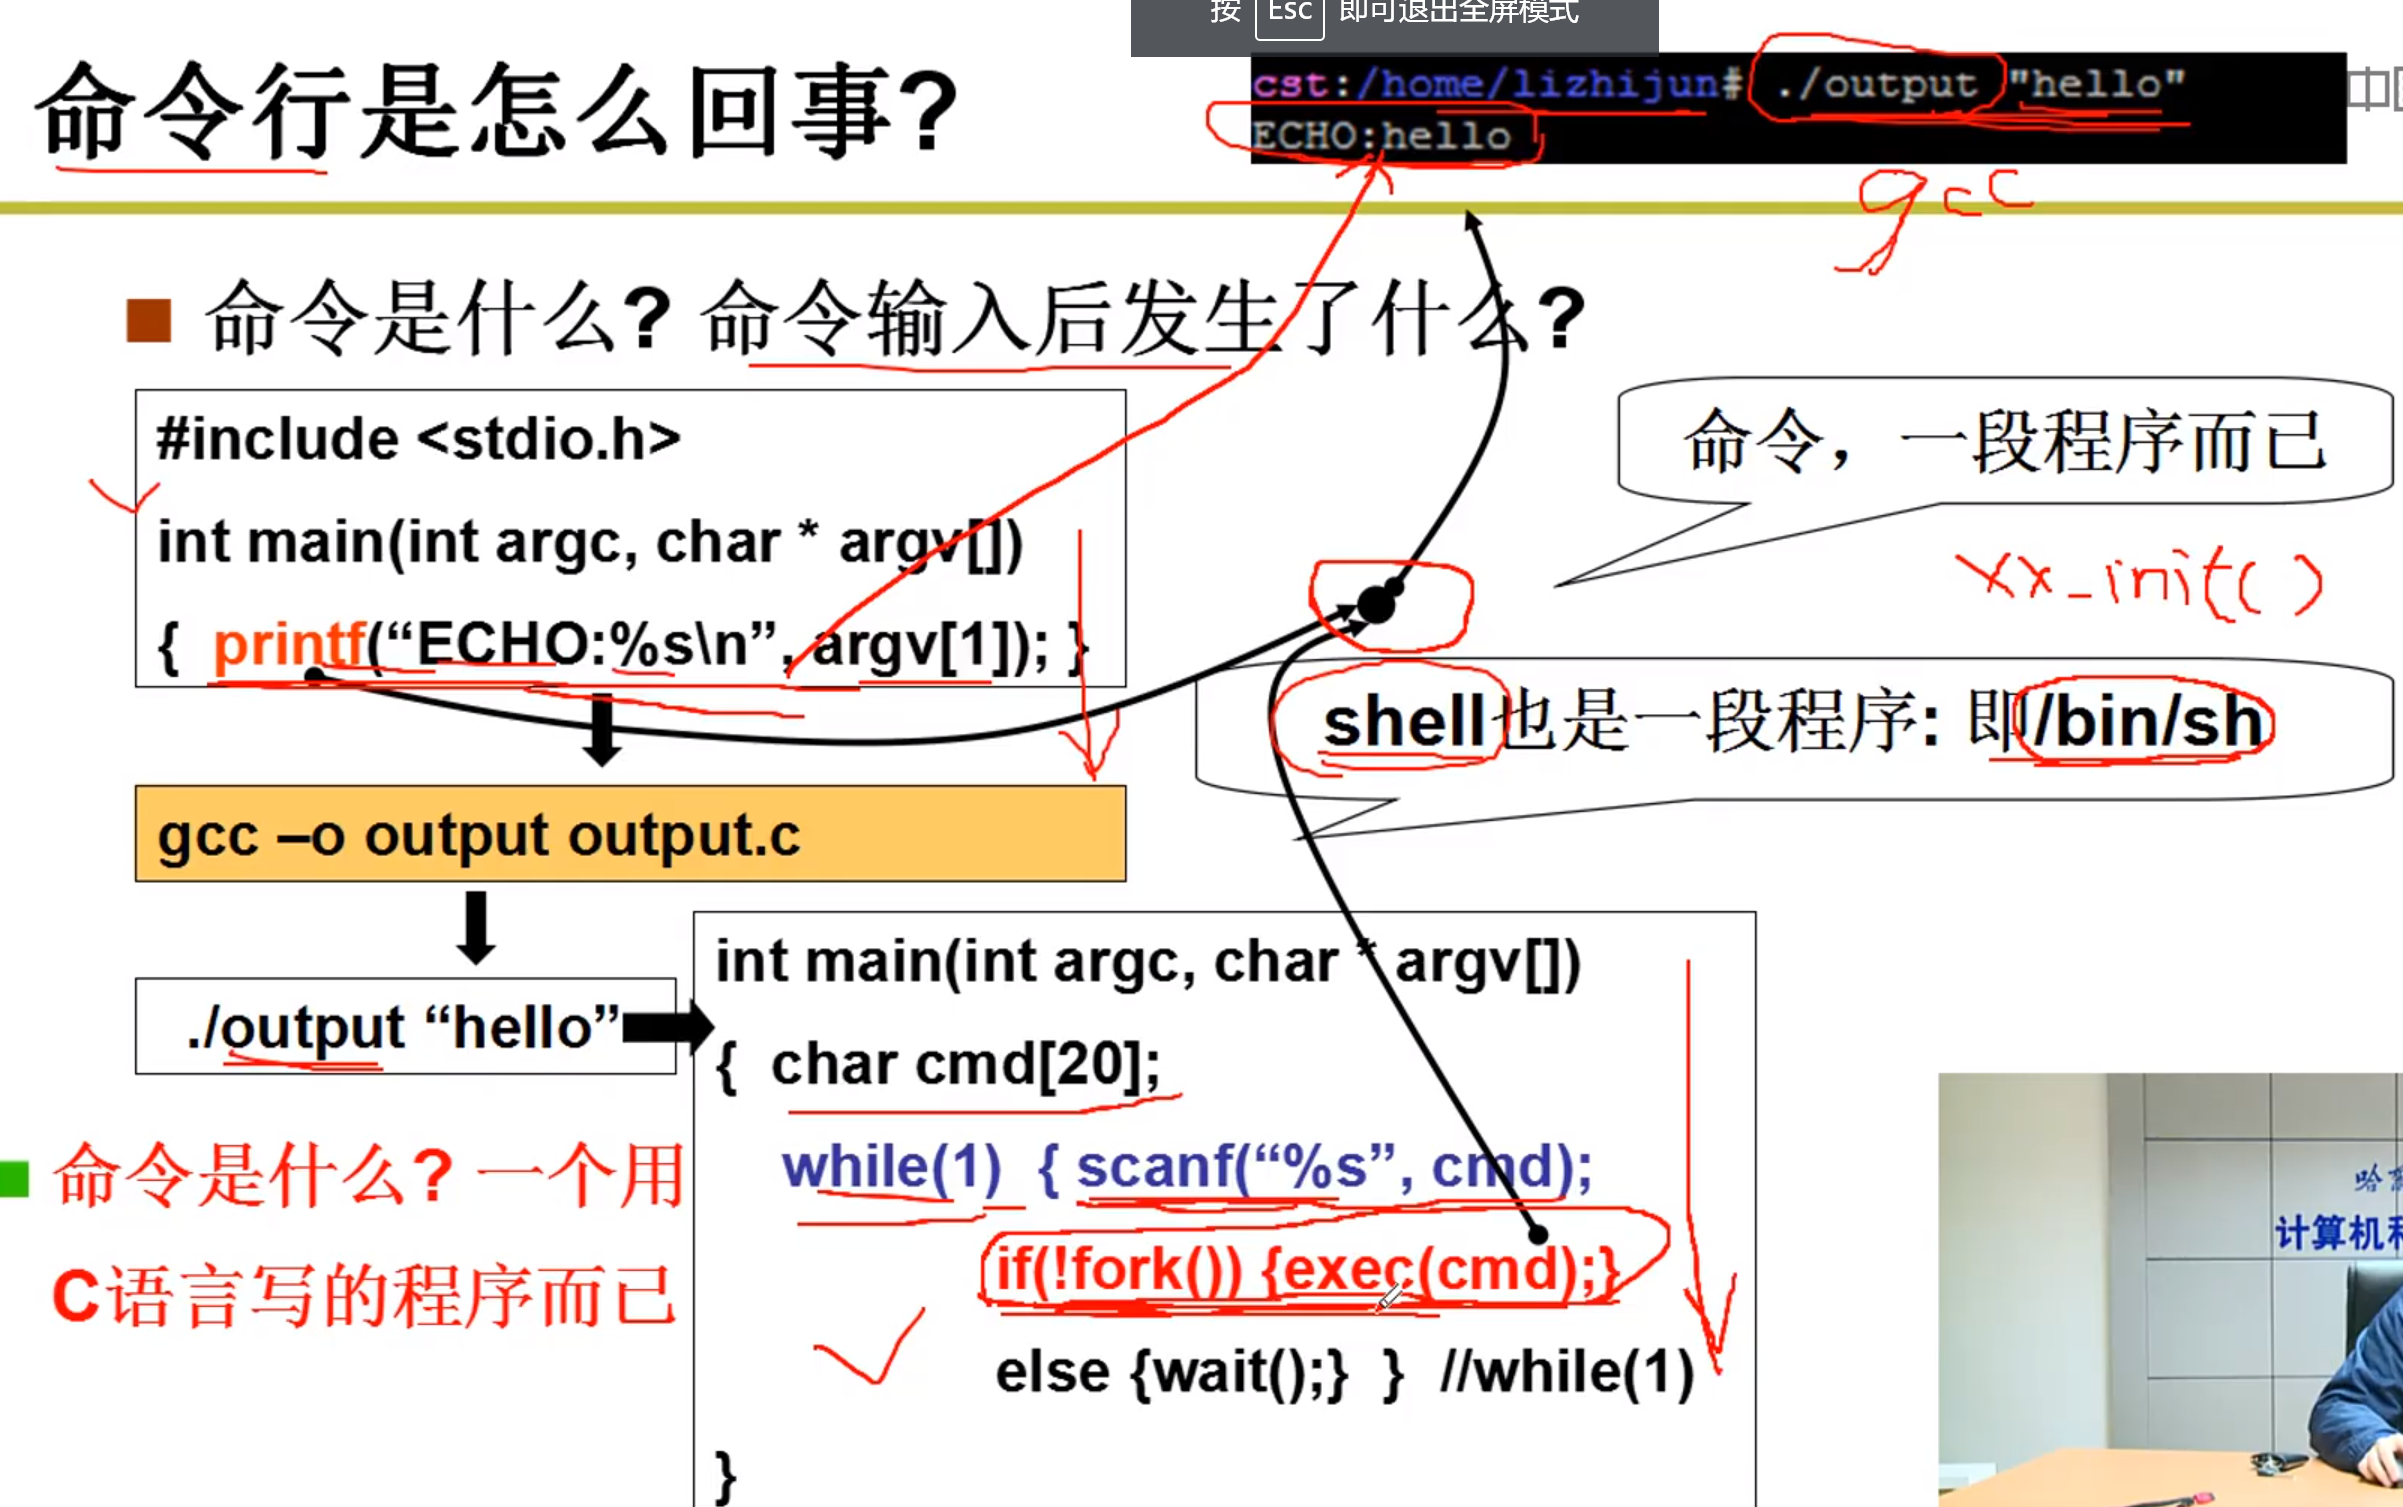 按 Esc 即可退出全屏模式
命令行是怎么回事?
cst:/home/lizhijun# ./output "hello"
ECHO:hello
gcc
命令是什么? 命令输入后发生了什么?
#include <stdio.h>
int main(int argc, char * argv[])
{ printf(“ECHO:%s\n”, argv[1]); }
命令，一段程序而已
xx_init()
shell也是一段程序: 即/bin/sh
gcc –o output output.c
./output “hello”
int main(int argc, char * argv[])
{ char cmd[20];
while(1) { scanf(“%s”, cmd);
if(!fork()) {exec(cmd);}
else {wait();} } //while(1)
}
命令是什么? 一个用
C语言写的程序而已
哈
计算机